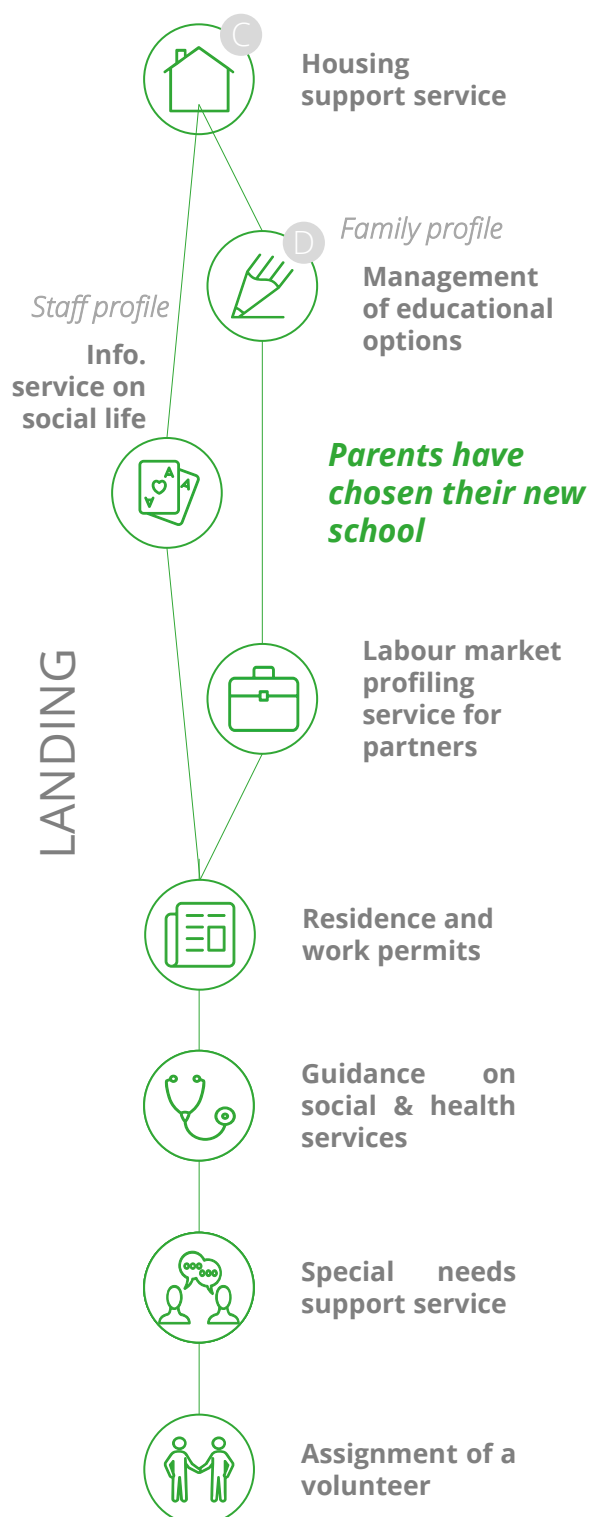 C
Housing
support service
D
Family profile
Management
of educational
options
Staff profile
Info.
service on
social life
A
A
A
Parents have
chosen their new
school
Labour market
profiling
service for
partners
LANDING
Residence and
work permits
Guidance on
social & health
services
Special needs
support service
Assignment of a
volunteer